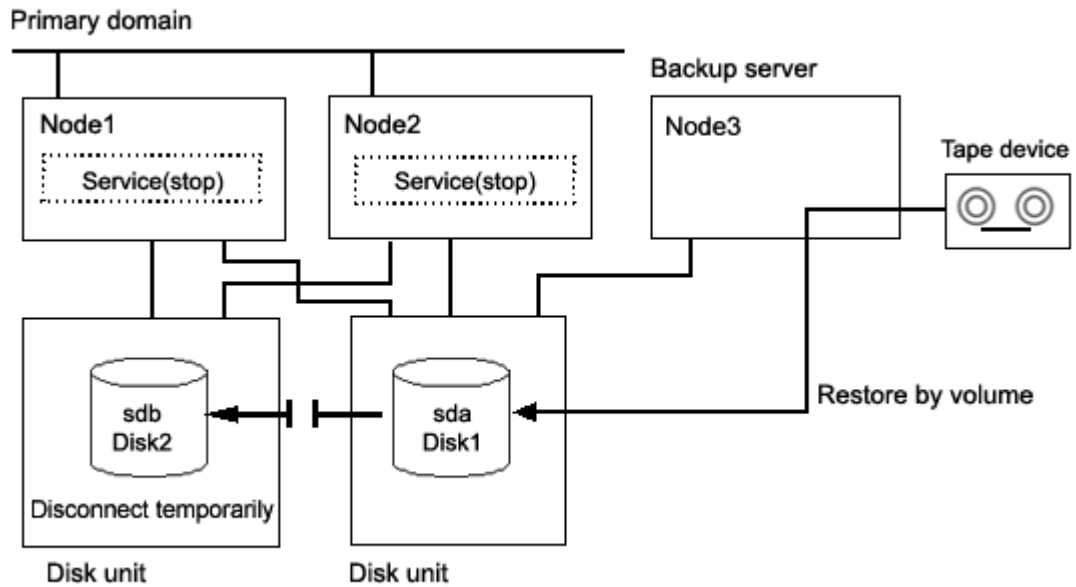 Primary domain
Backup server
Node1
Node2
Node3
Tape device
Service(stop)
Service(stop)
Restore by volume
sdb
Disk2
sda
Disk1
Disconnect temporarily
Disk unit
Disk unit